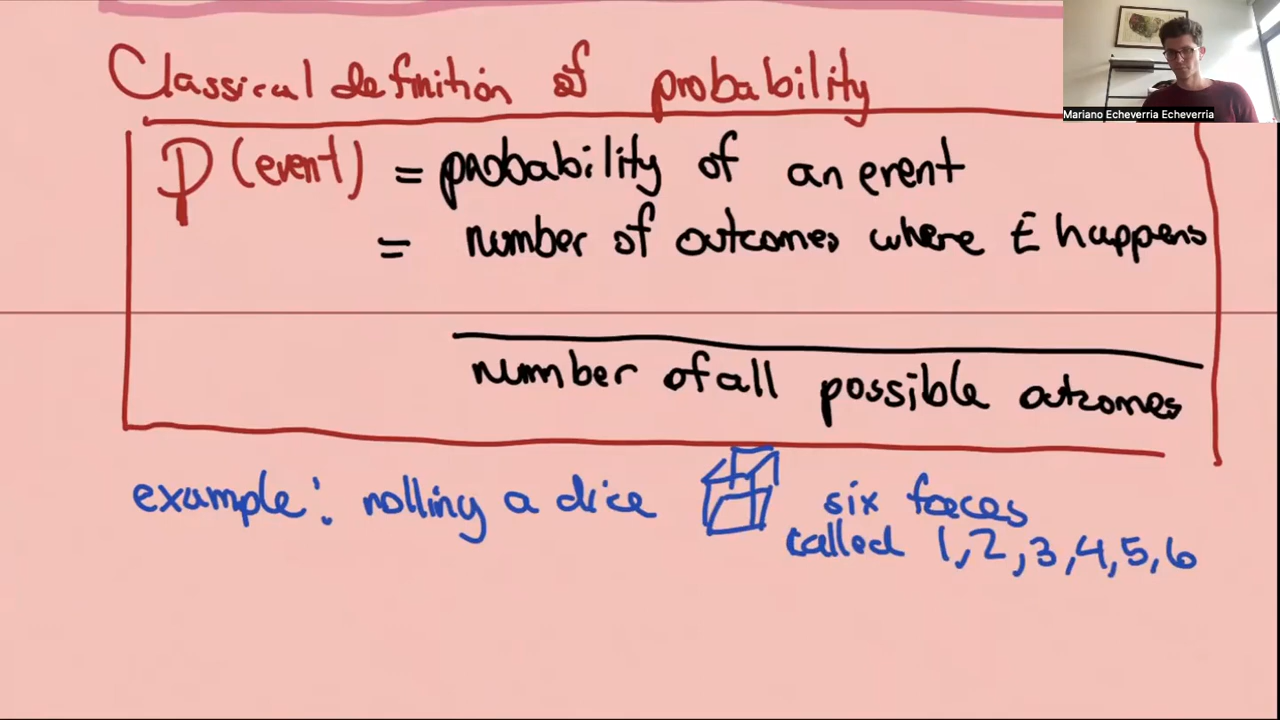 Classical definition of probability
Mariano Echeverria Echeverria
P (event) = probability of an event
= number of outcomes where E happens
number of all possible outcomes
example: rolling a dice six faces
called 1,2,3,4,5,6